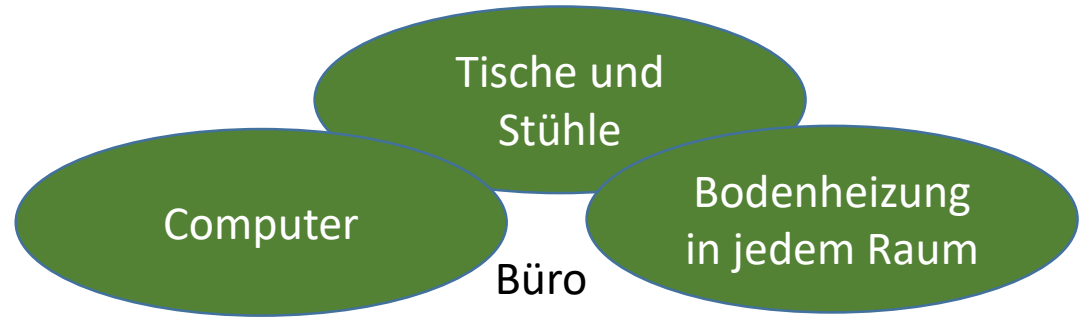 Tische und
Stühle
Computer
Bodenheizung
in jedem Raum
Büro